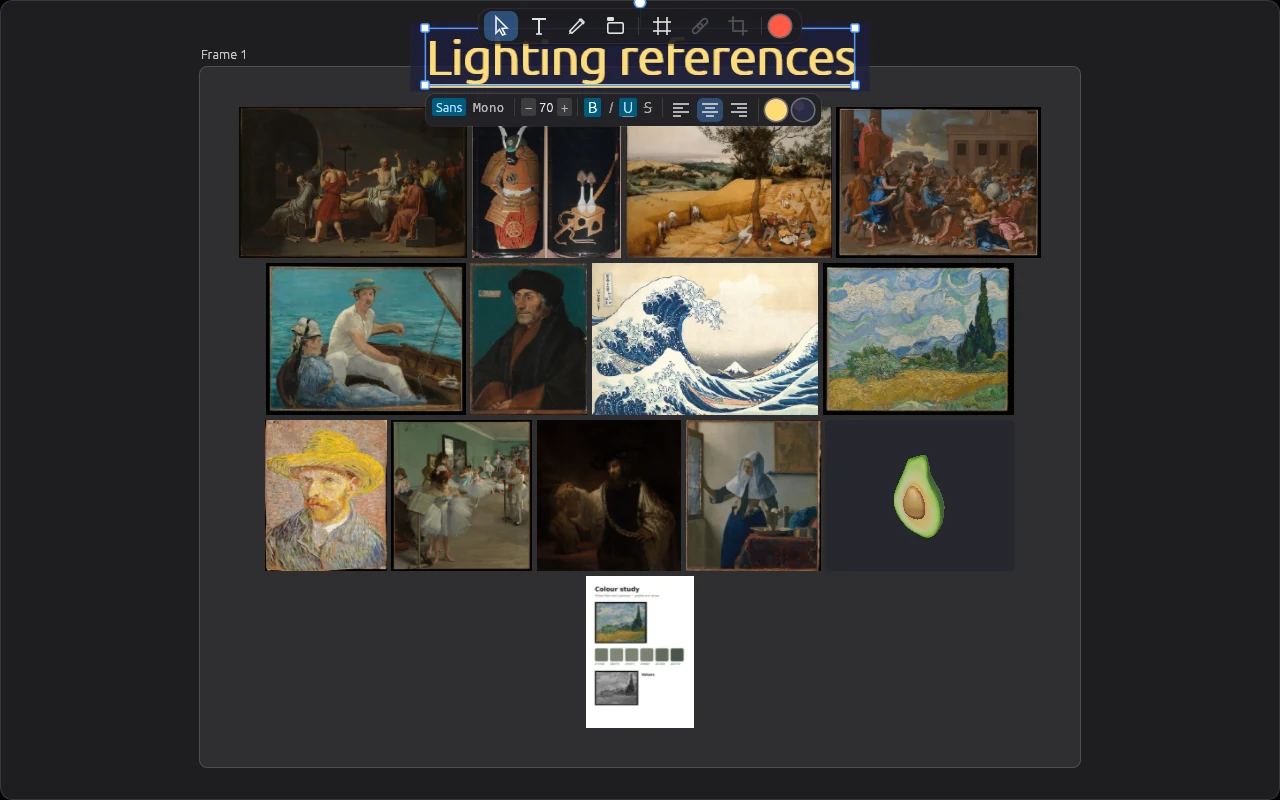 T
Frame 1
Lighting references
Sans Mono − 70 + B I U S
Colour study
Values